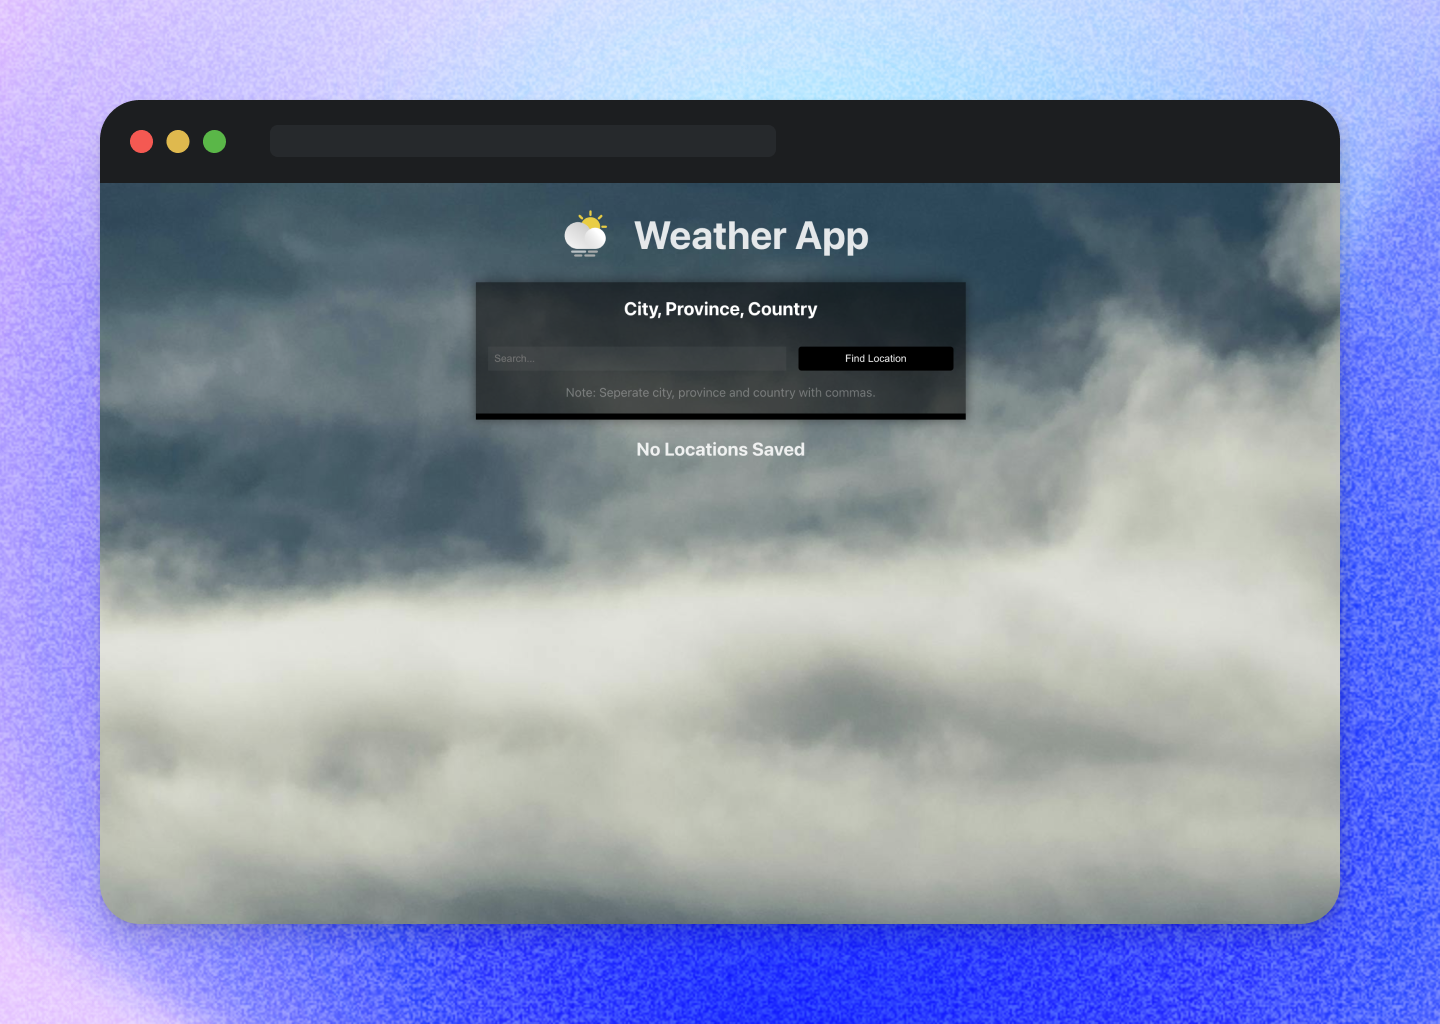 Weather App
City, Province, Country
Search...
Find Location
Note: Seperate city, province and country with commas.
No Locations Saved